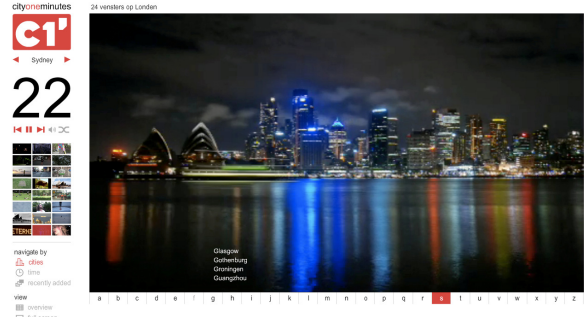 cityoneminutes
24 vensters op Londen
C1'
Sydney
22
navigate by
cities
time
recently added
view
overview
Glasgow
Gothenburg
Groningen
Guangzhou
a b c d e f g h i j k l m n o p q r s t u v w x y z